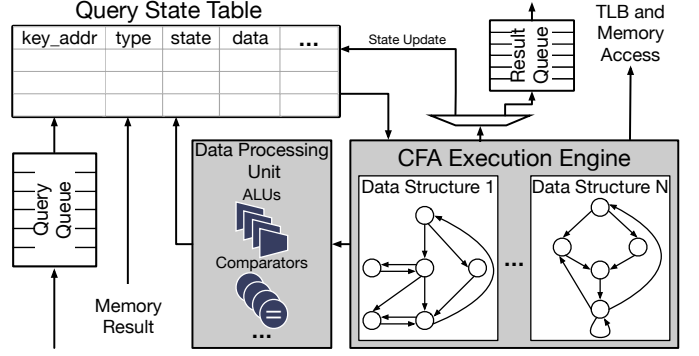 Query State Table
key_addr type state data ...
State Update
Result
Queue
TLB and
Memory
Access
Query
Queue
Memory
Result
Data Processing
Unit
ALUs
Comparators
=
...
CFA Execution Engine
Data Structure 1
...
Data Structure N